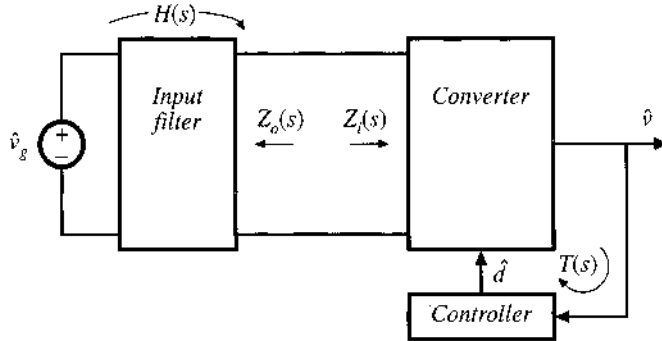 H(s)
Input
filter
Converter
Z_o(s)
Z_i(s)
v̂_g
+
−
v̂
d̂
T(s)
Controller